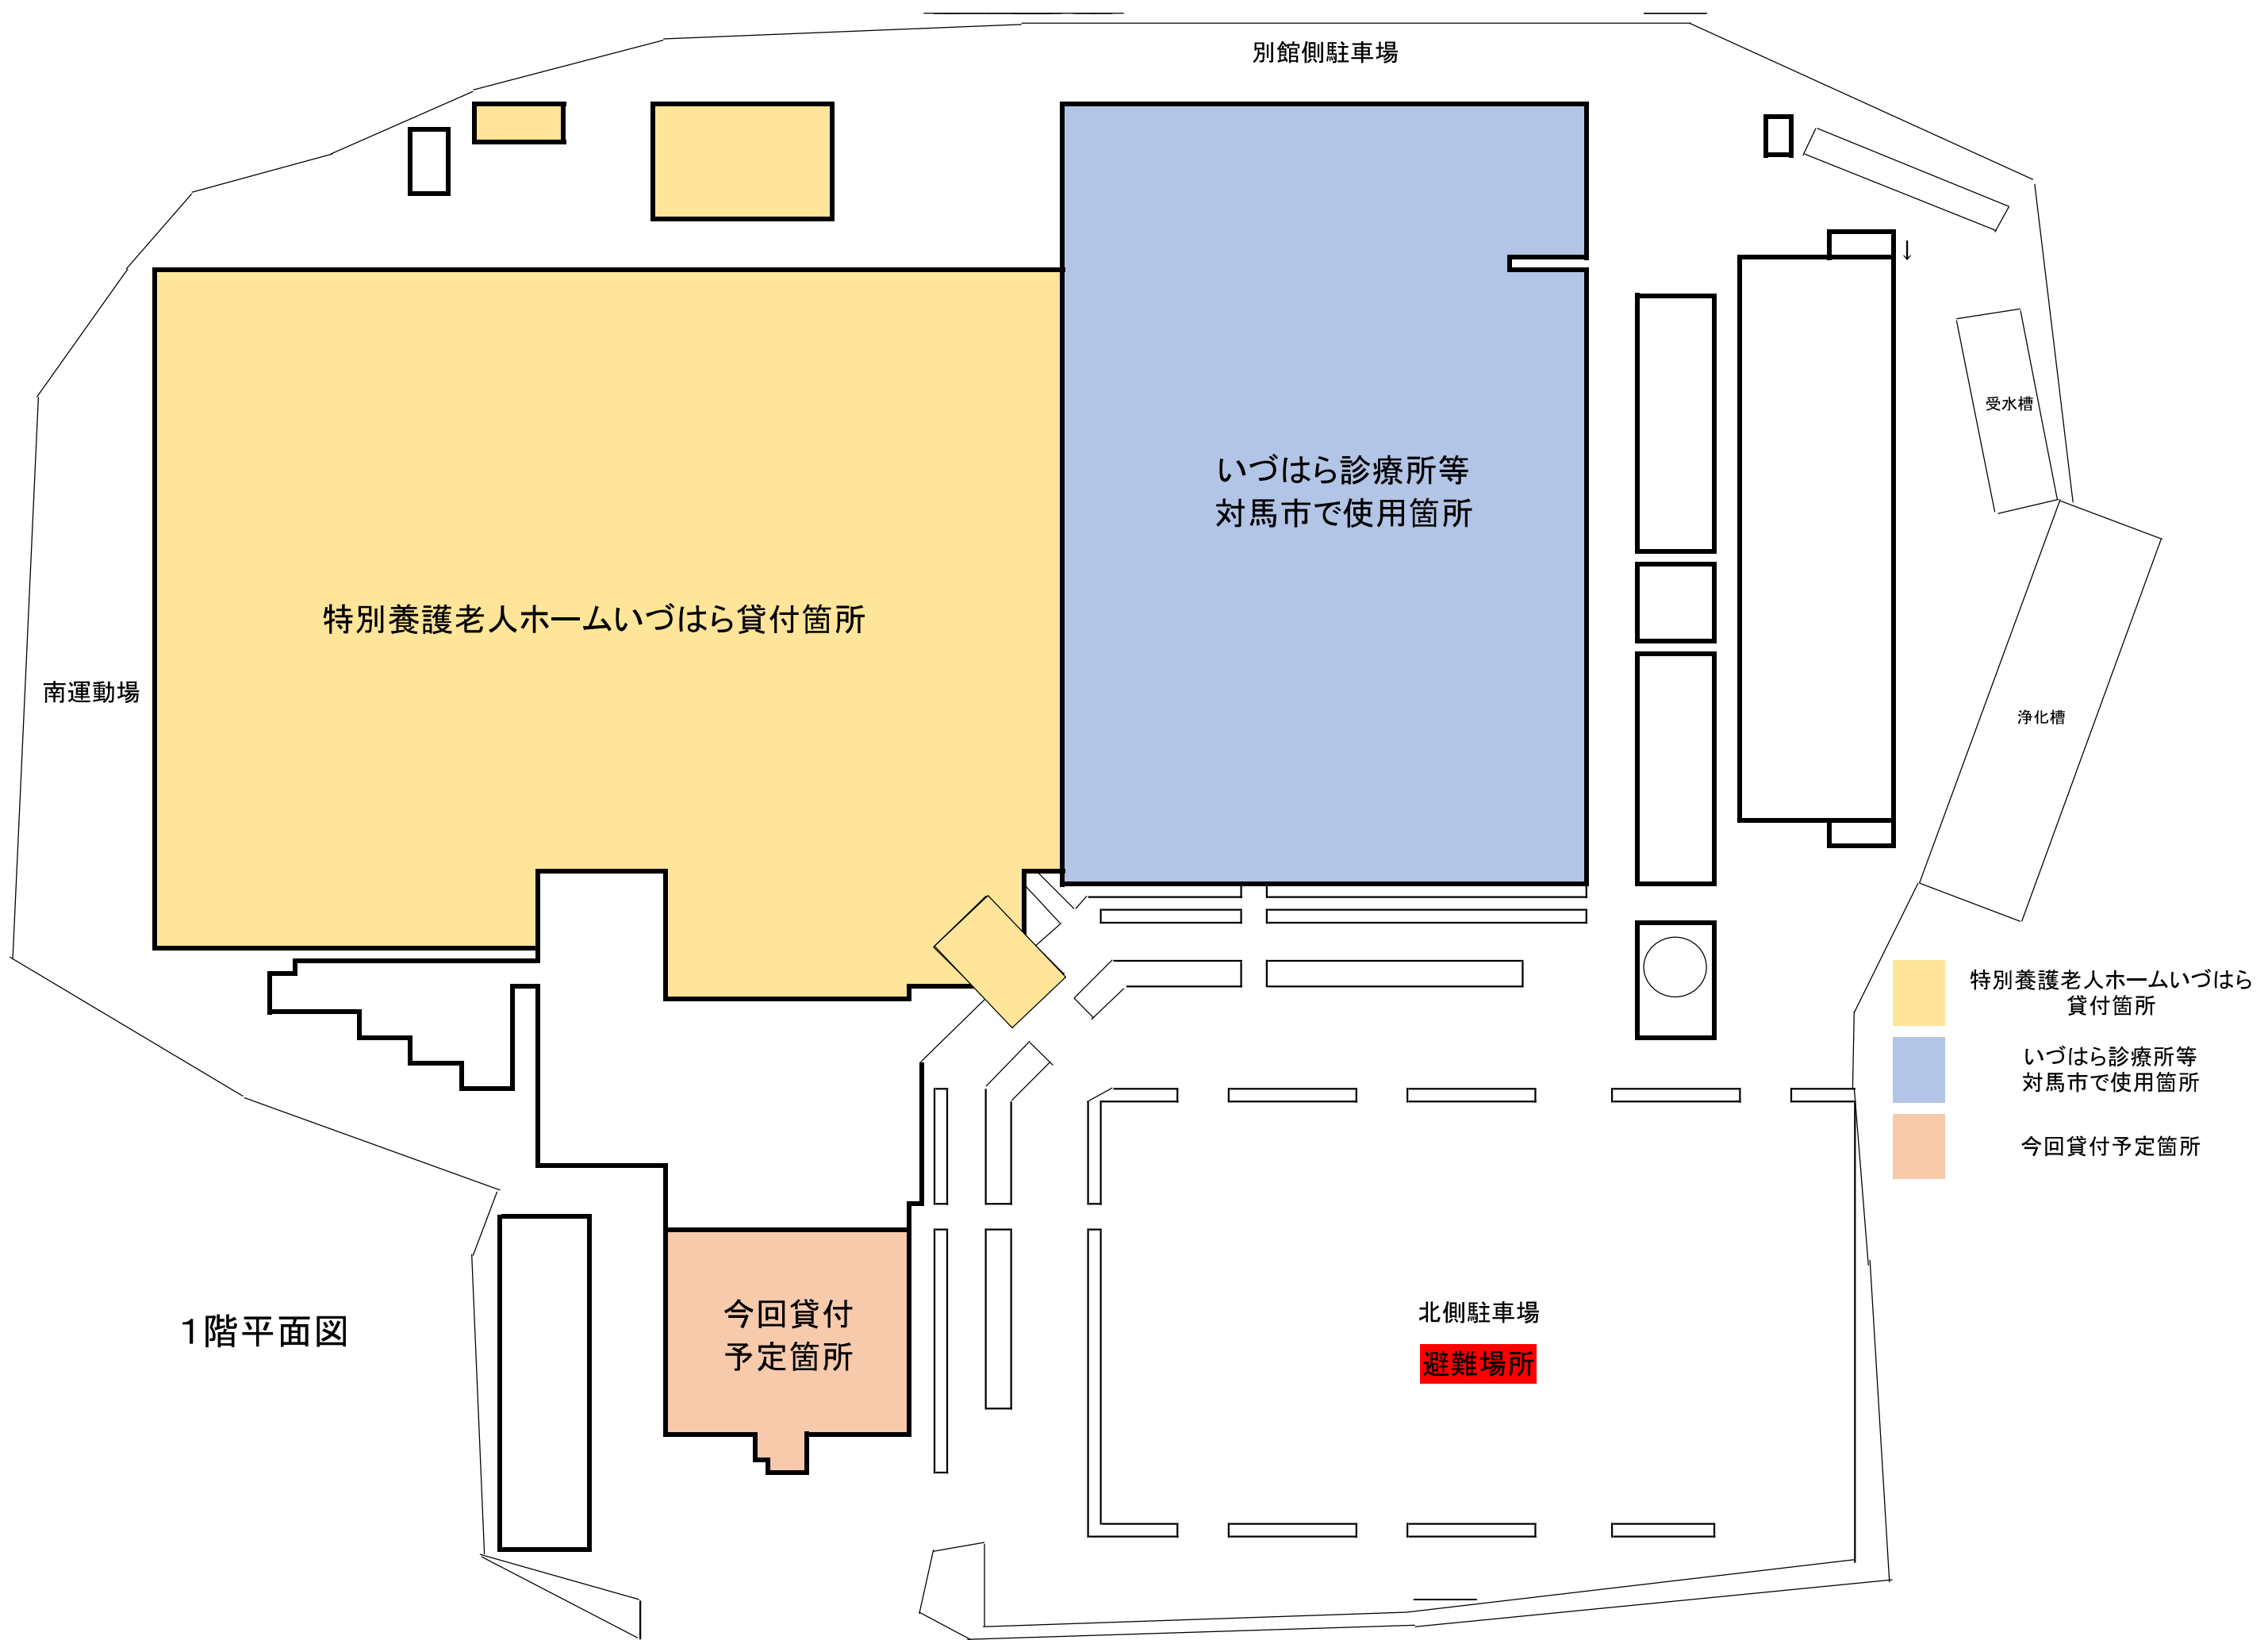 別館側駐車場
↓
受水槽
いづはら診療所等
対馬市で使用箇所
特別養護老人ホームいづはら貸付箇所
南運動場
浄化槽
特別養護老人ホームいづはら
貸付箇所
いづはら診療所等
対馬市で使用箇所
今回貸付予定箇所
今回貸付
予定箇所
1階平面図
北側駐車場
避難場所